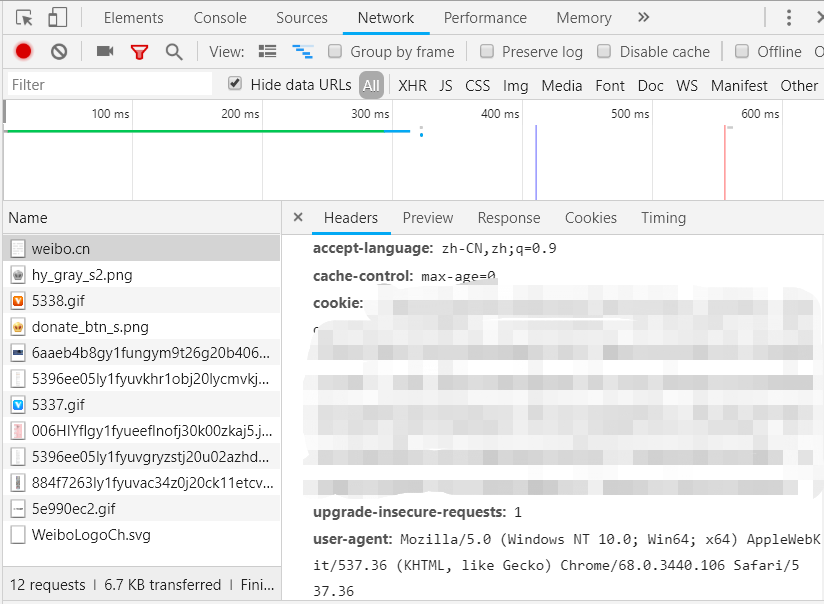 Elements Console Sources Network Performance Memory »
View: Group by frame Preserve log Disable cache Offline O
Filter Hide data URLs All XHR JS CSS Img Media Font Doc WS Manifest Other
100 ms 200 ms 300 ms 400 ms 500 ms 600 ms
Name × Headers Preview Response Cookies Timing
weibo.cn
hy_gray_s2.png
5338.gif
donate_btn_s.png
6aaeb4b8gy1fungym9t26g20b406...
5396ee05ly1fyuvkhr1obj20lycmvkj...
5337.gif
006HIYflgy1fyueeflnofj30k00zkaj5.j...
5396ee05ly1fyuvgryzstj20u02azhd...
884f7263ly1fyuvac34z0j20ck11etcv...
5e990ec2.gif
WeiboLogoCh.svg
12 requests | 6.7 KB transferred | Fini...
accept-language: zh-CN,zh;q=0.9
cache-control: max-age=0
cookie:
upgrade-insecure-requests: 1
user-agent: Mozilla/5.0 (Windows NT 10.0; Win64; x64) AppleWebK
it/537.36 (KHTML, like Gecko) Chrome/68.0.3440.106 Safari/5
37.36